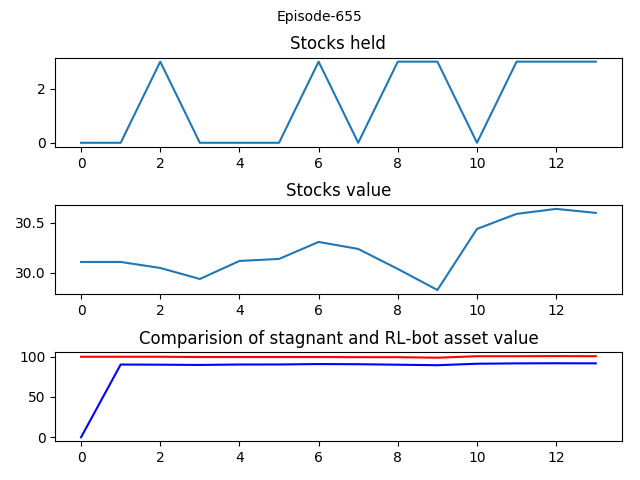 Episode-655
Stocks held
2
0
0 2 4 6 8 10 12
Stocks value
30.5
30.0
0 2 4 6 8 10 12
Comparision of stagnant and RL-bot asset value
100
50
0
0 2 4 6 8 10 12